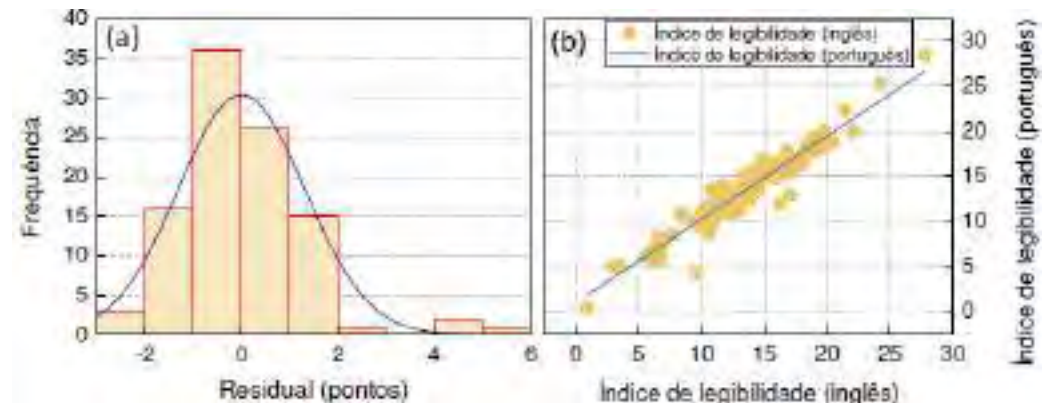 (a)
40
35
30
25
20
15
10
5
0
Frequência
-2 0 2 4 6
Residual (pontos)
(b)
Índice de legibilidade (inglês)
Índice de legibilidade (português)
30
25
20
15
10
5
0
Índice de legibilidade (português)
0 5 10 15 20 25 30
Índice de legibilidade (inglês)